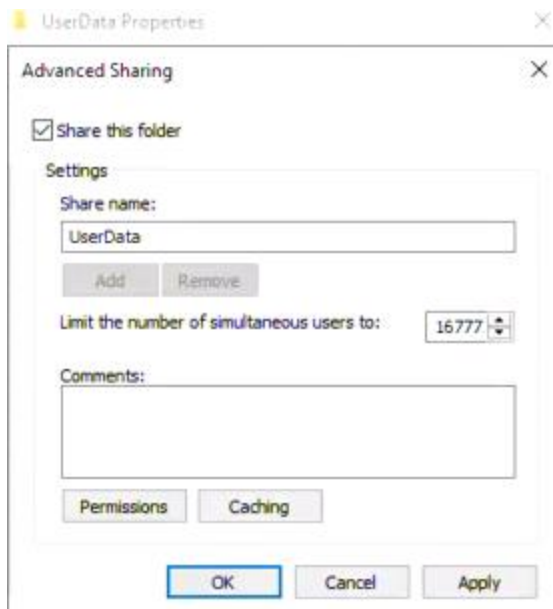 UserData Properties
Advanced Sharing
Share this folder
Settings
Share name:
UserData
Add Remove
Limit the number of simultaneous users to: 16777
Comments:
Permissions Caching
OK Cancel Apply